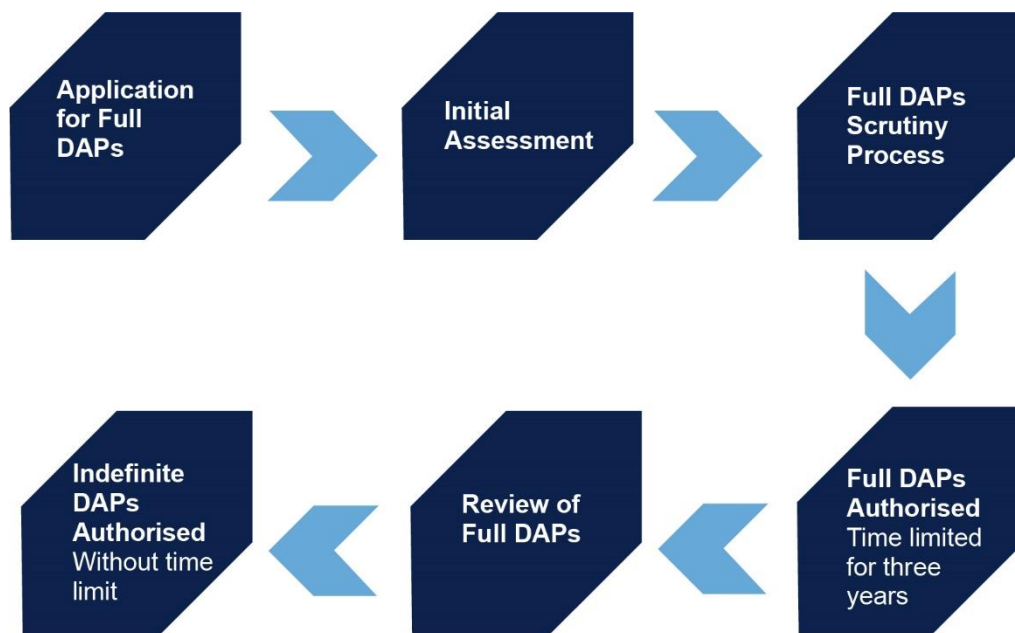 Application
for Full
DAPs
Initial
Assessment
Full DAPs
Scrutiny
Process
Full DAPs
Authorised
Time limited
for three
years
Review of
Full DAPs
Indefinite
DAPs
Authorised
Without time
limit